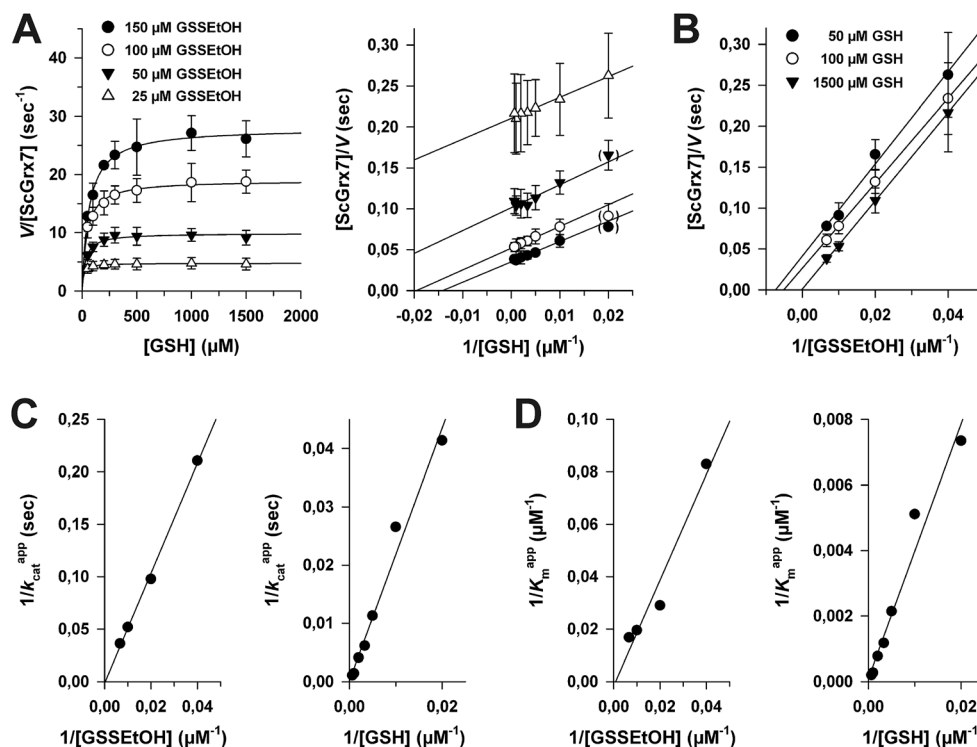 A
V/[ScGrx7] (sec⁻¹)
45
40
30
20
10
0
0 500 1000 1500 2000
[GSH] (µM)
150 µM GSSEtOH
100 µM GSSEtOH
50 µM GSSEtOH
25 µM GSSEtOH
[ScGrx7]/V (sec)
0,30
0,25
0,20
0,15
0,10
0,05
0,00
-0,02 -0,01 0,00 0,01 0,02
1/[GSH] (µM⁻¹)
( )
( )
( )
B
[ScGrx7]/V (sec)
0,30
0,25
0,20
0,15
0,10
0,05
0,00
0,00 0,02 0,04
1/[GSSEtOH] (µM⁻¹)
50 µM GSH
100 µM GSH
1500 µM GSH
C
1/k cat app (sec)
0,25
0,20
0,15
0,10
0,05
0,00
0,00 0,02 0,04
1/[GSSEtOH] (µM⁻¹)
1/k cat app (sec)
0,04
0,03
0,02
0,01
0,00
0,00 0,01 0,02
1/[GSH] (µM⁻¹)
D
1/K m app (µM⁻¹)
0,10
0,08
0,06
0,04
0,02
0,00
0,00 0,02 0,04
1/[GSSEtOH] (µM⁻¹)
1/K m app (µM⁻¹)
0,008
0,006
0,004
0,002
0,000
0,00 0,01 0,02
1/[GSH] (µM⁻¹)